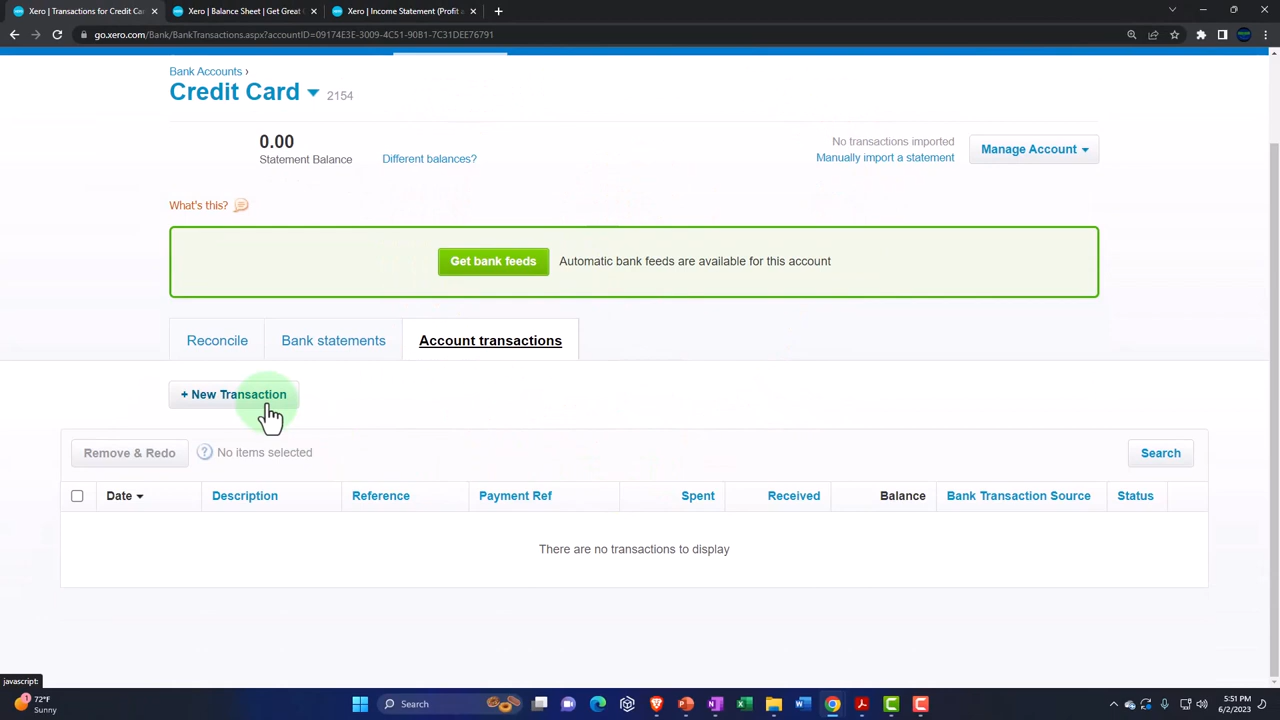 Xero | Transactions for Credit Car
Xero | Balance Sheet | Get Great
Xero | Income Statement (Profit a
go.xero.com/Bank/BankTransactions.aspx?accountID=09174E3E-3009-4C51-90B1-7C31DEE76791
Bank Accounts ›
Credit Card 2154
0.00
Statement Balance
Different balances?
No transactions imported
Manually import a statement
Manage Account
What's this?
Get bank feeds
Automatic bank feeds are available for this account
Reconcile
Bank statements
Account transactions
+ New Transaction
Remove & Redo
? No items selected
Search
Date
Description
Reference
Payment Ref
Spent
Received
Balance
Bank Transaction Source
Status
There are no transactions to display
javascript:
72°F
Sunny
Search
5:51 PM
6/2/2023